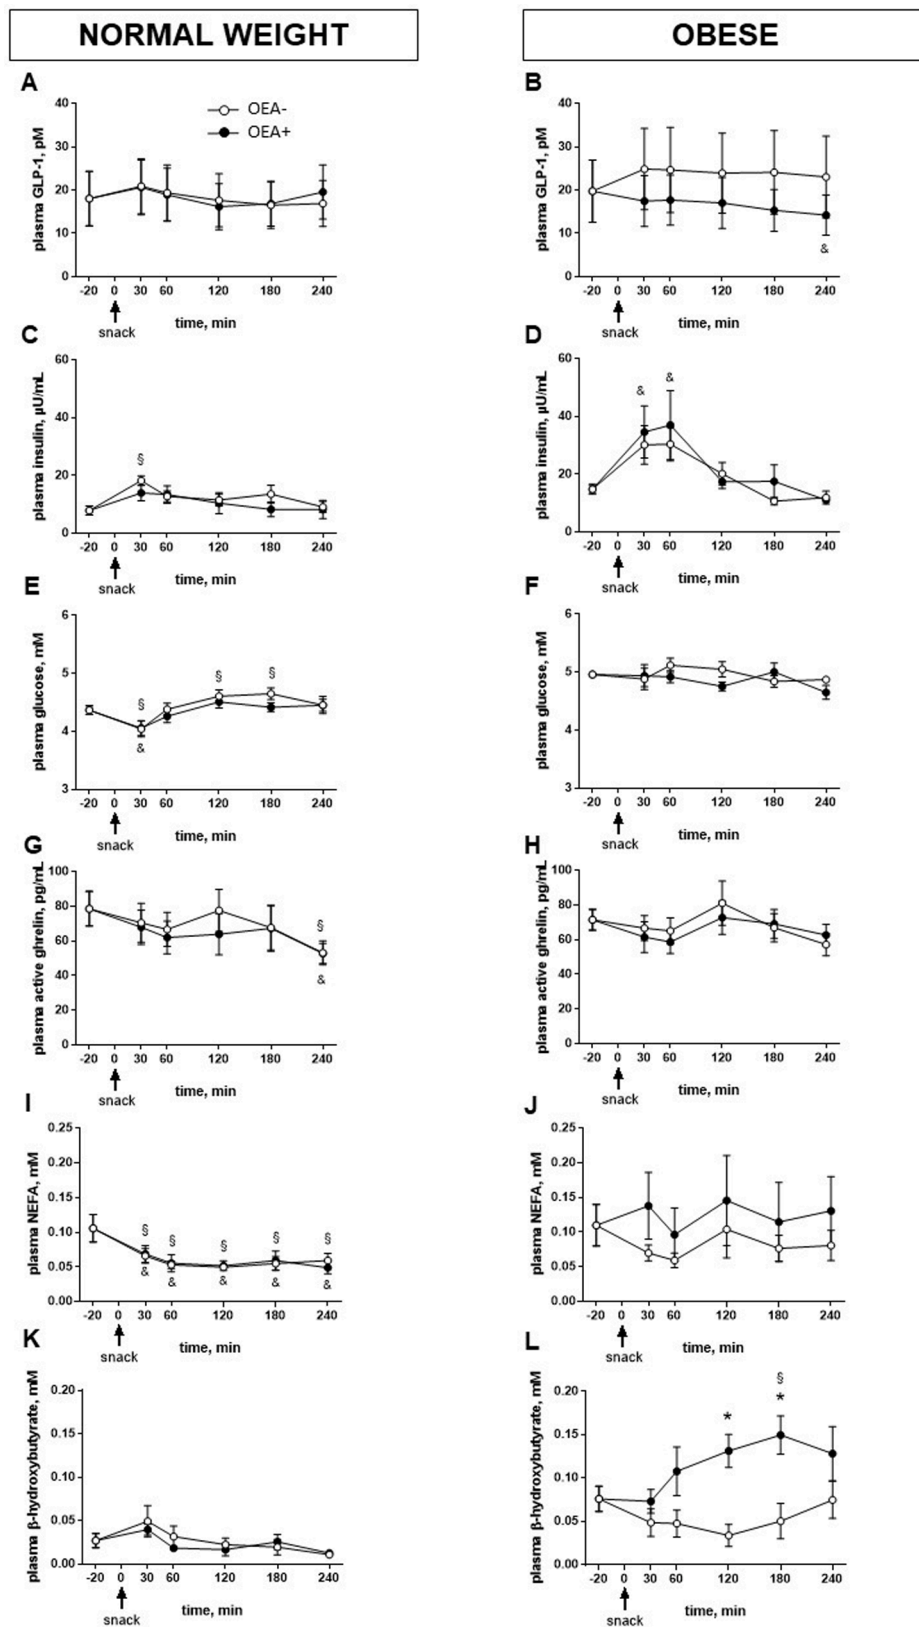 NORMAL WEIGHT
OBESE
A
OEA-
OEA+
plasma GLP-1, pM
40
30
20
10
0
-20 0 30 60 120 180 240
snack
time, min
B
plasma GLP-1, pM
40
30
20
10
0
&
-20 0 30 60 120 180 240
snack
time, min
C
plasma insulin, µU/mL
60
40
20
0
§
-20 0 30 60 120 180 240
snack
time, min
D
plasma insulin, µU/mL
60
40
20
0
& &
-20 0 30 60 120 180 240
snack
time, min
E
plasma glucose, mM
6
5
4
3
§ § §
&
-20 0 30 60 120 180 240
snack
time, min
F
plasma glucose, mM
6
5
4
3
-20 0 30 60 120 180 240
snack
time, min
G
plasma active ghrelin, pg/mL
100
80
60
40
20
0
§
&
-20 0 30 60 120 180 240
snack
time, min
H
plasma active ghrelin, pg/mL
100
80
60
40
20
0
-20 0 30 60 120 180 240
snack
time, min
I
plasma NEFA, mM
0.25
0.20
0.15
0.10
0.05
0.00
§ § § § §
& & & & &
-20 0 30 60 120 180 240
snack
time, min
J
plasma NEFA, mM
0.25
0.20
0.15
0.10
0.05
0.00
-20 0 30 60 120 180 240
snack
time, min
K
plasma β-hydroxybutyrate, mM
0.20
0.15
0.10
0.05
0.00
-20 0 30 60 120 180 240
snack
time, min
L
plasma β-hydroxybutyrate, mM
0.20
0.15
0.10
0.05
0.00
§
* *
-20 0 30 60 120 180 240
snack
time, min